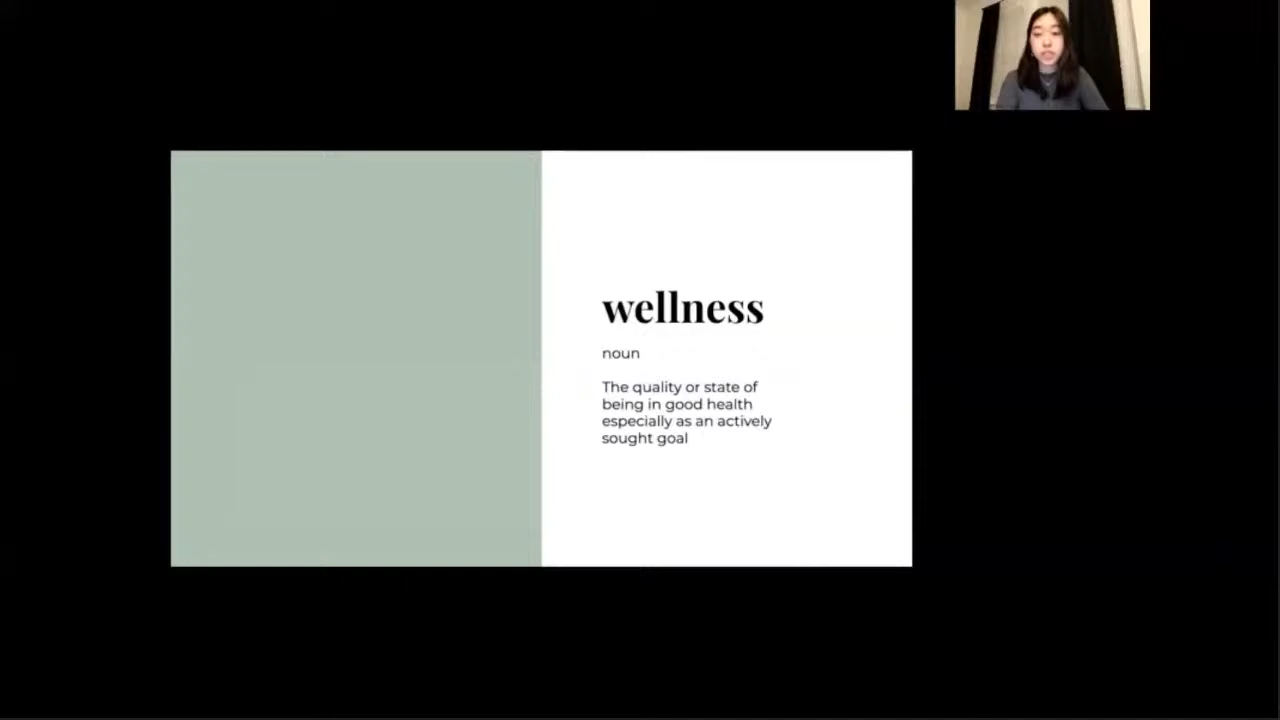 wellness
noun
The quality or state of
being in good health
especially as an actively
sought goal